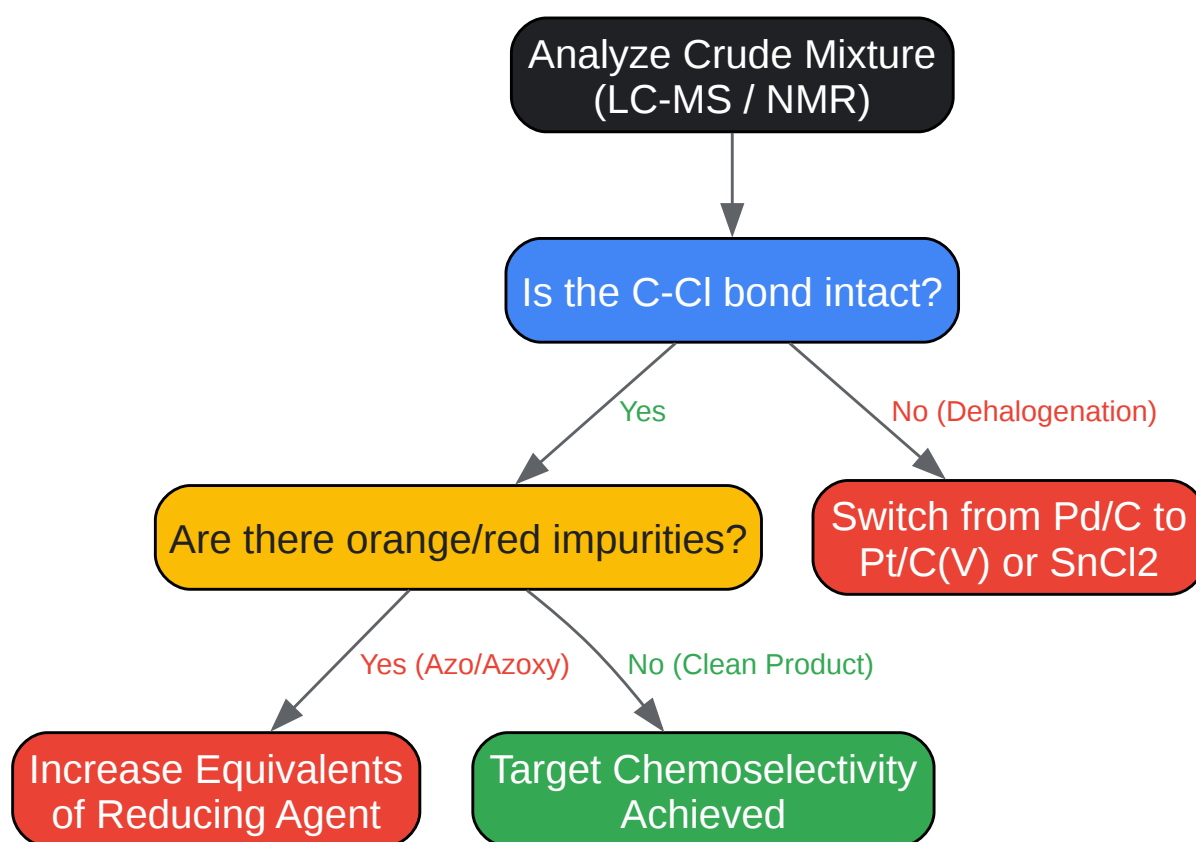 Analyze Crude Mixture
(LC-MS / NMR)
Is the C-Cl bond intact?
Yes
No (Dehalogenation)
Are there orange/red impurities?
Switch from Pd/C to
Pt/C(V) or SnCl2
Yes (Azo/Azoxy)
No (Clean Product)
Increase Equivalents
of Reducing Agent
Target Chemoselectivity
Achieved